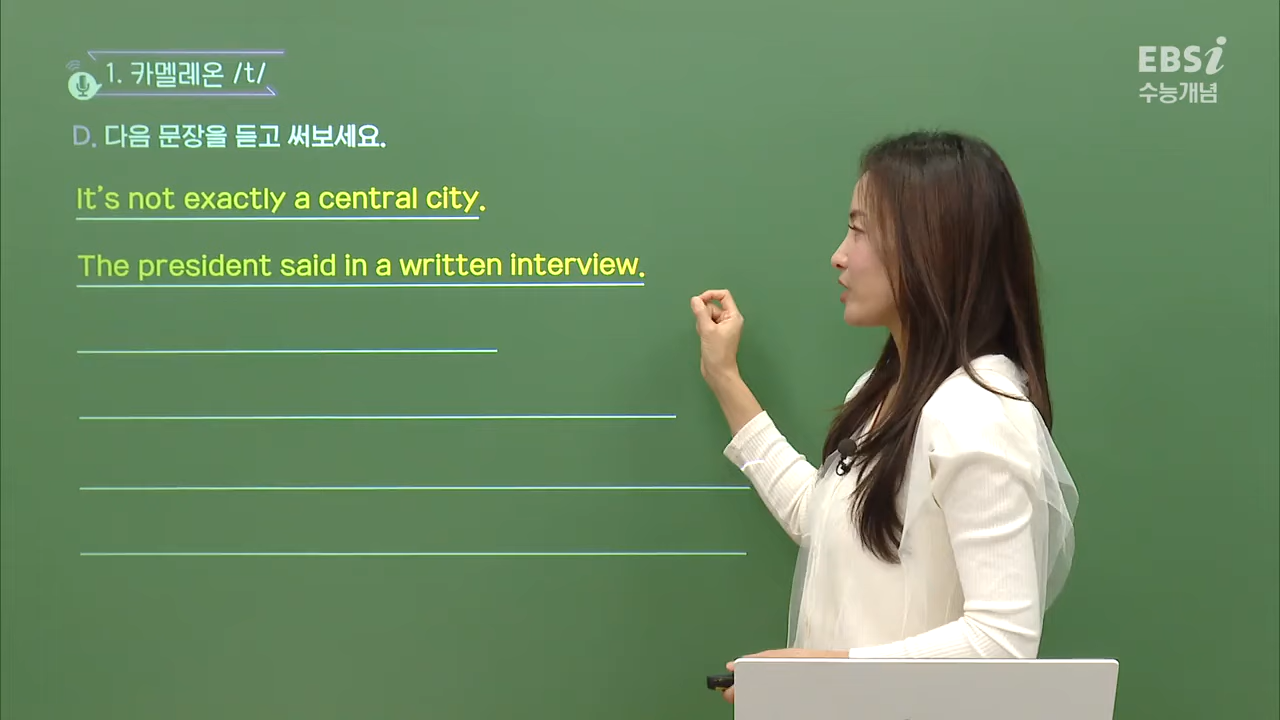 1. 카멜레온 /t/
EBSi
수능개념
D. 다음 문장을 듣고 써보세요.
It's not exactly a central city.
The president said in a written interview.